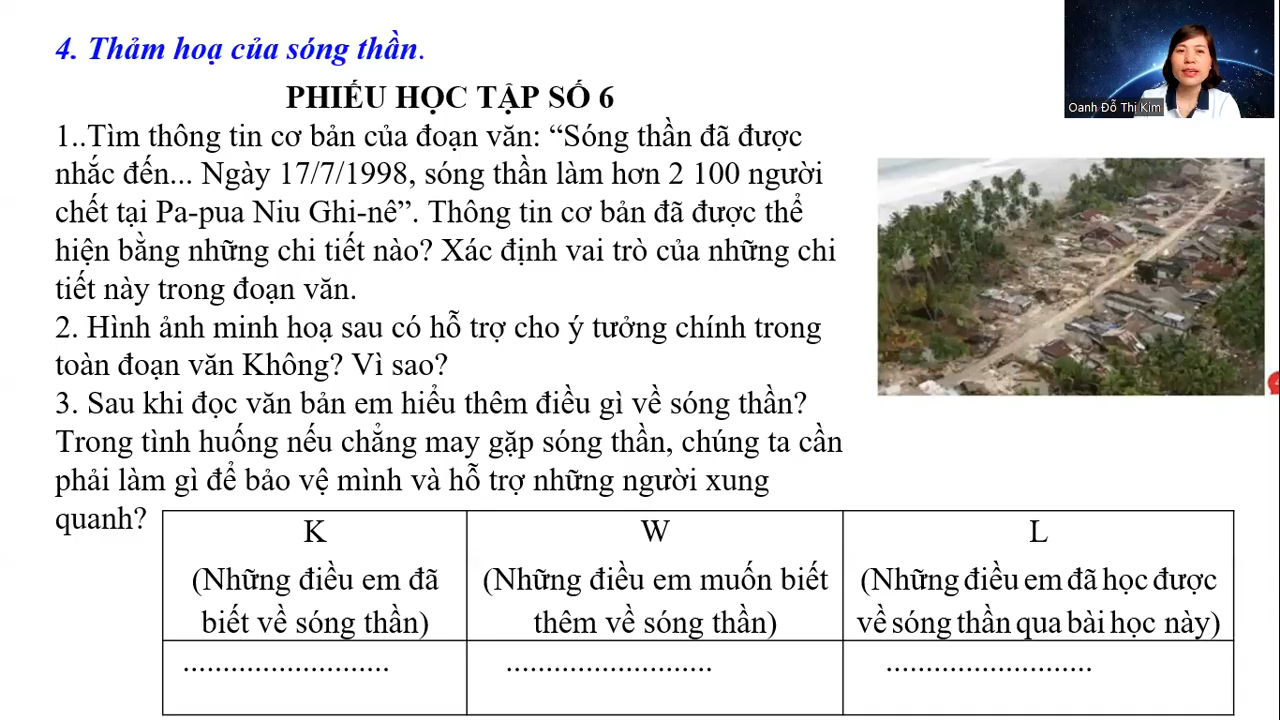 4. Thảm hoạ của sóng thần.
Oanh Đỗ Thi Kim
PHIẾU HỌC TẬP SỐ 6
1..Tìm thông tin cơ bản của đoạn văn: “Sóng thần đã được
nhắc đến... Ngày 17/7/1998, sóng thần làm hơn 2 100 người
chết tại Pa-pua Niu Ghi-nê”. Thông tin cơ bản đã được thể
hiện bằng những chi tiết nào? Xác định vai trò của những chi
tiết này trong đoạn văn.
2. Hình ảnh minh hoạ sau có hỗ trợ cho ý tưởng chính trong
toàn đoạn văn Không? Vì sao?
3. Sau khi đọc văn bản em hiểu thêm điều gì về sóng thần?
Trong tình huống nếu chẳng may gặp sóng thần, chúng ta cần
phải làm gì để bảo vệ mình và hỗ trợ những người xung
quanh?
K
(Những điều em đã
biết về sóng thần)
W
(Những điều em muốn biết
thêm về sóng thần)
L
(Những điều em đã học được
về sóng thần qua bài học này)
.........................
.........................
.........................